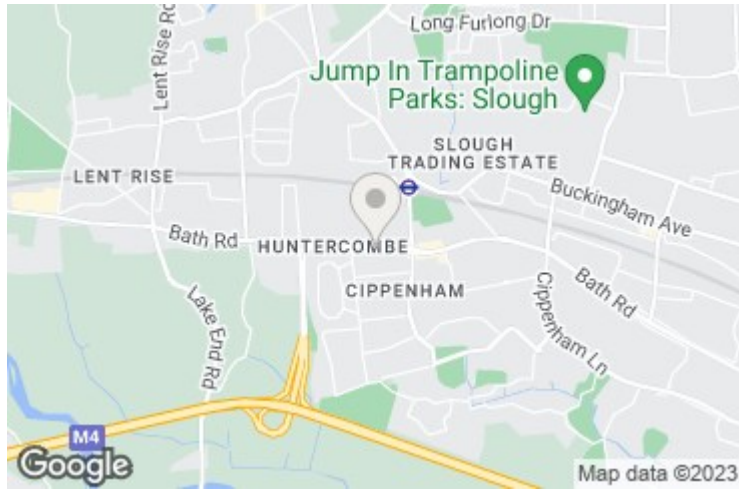 Long Furlong Dr
Lent Rise Rd
Jump In Trampoline
Parks: Slough
SLOUGH
TRADING ESTATE
LENT RISE
Buckingham Ave
Bath Rd
HUNTERCOMBE
CIPPENHAM
Lake End Rd
Cippenham Ln
Bath Rd
M4
Google
Map data ©2023